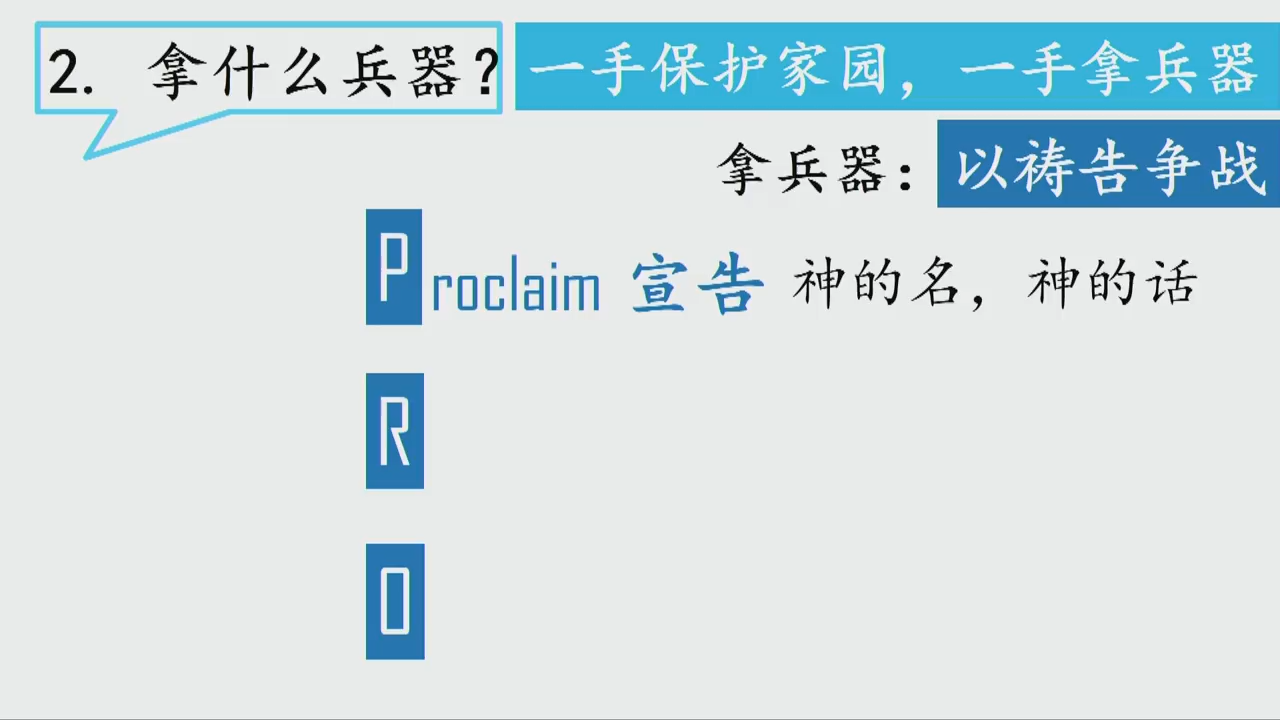 2. 拿什么兵器? 一手保护家园，一手拿兵器
拿兵器：以祷告争战
Proclaim 宣告 神的名，神的话
R
O